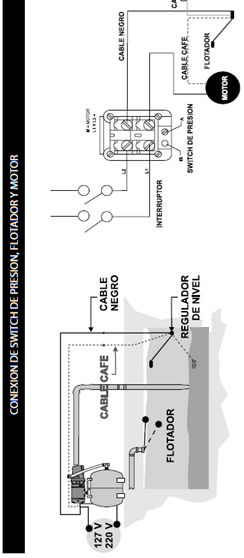 CONEXION DE SWITCH DE PRESION, FLOTADOR Y MOTOR
127 V
220 V
CABLE NEGRO
CABLE CAFE
FLOTADOR
REGULADOR DE NIVEL
INTERRUPTOR
L2
L1
SWITCH DE PRESION
A
B
CABLE NEGRO
CABLE CAFE
FLOTADOR
MOTOR